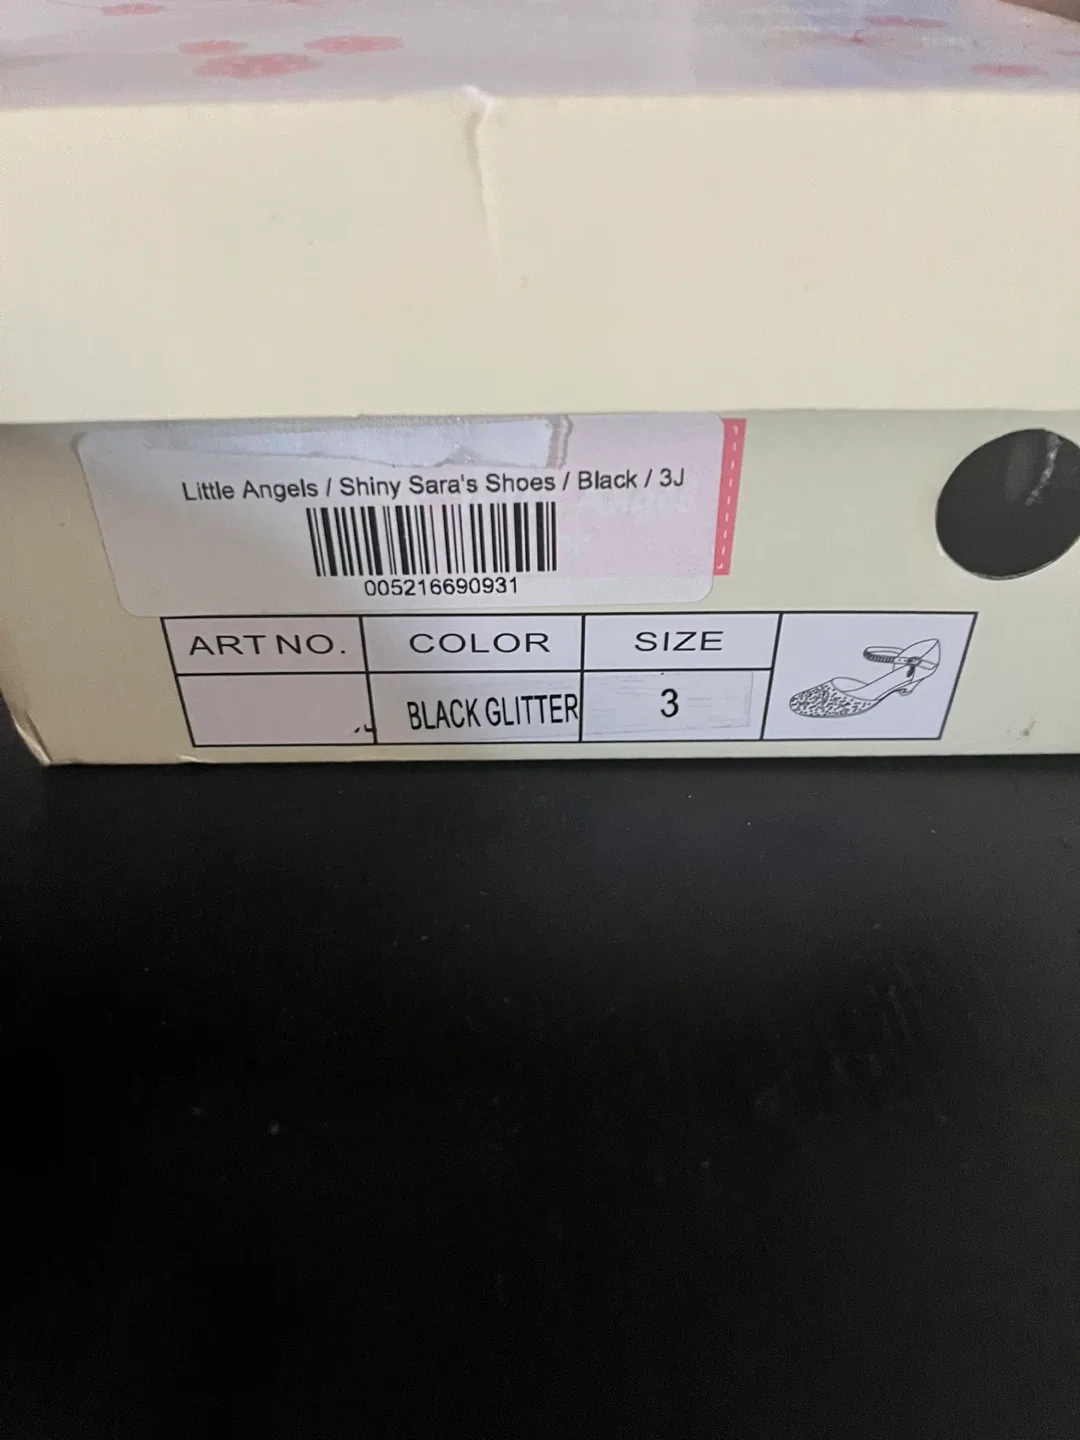 Little Angels / Shiny Sara's Shoes / Black / 3J
005216690931
ART NO. COLOR SIZE
BLACK GLITTER 3